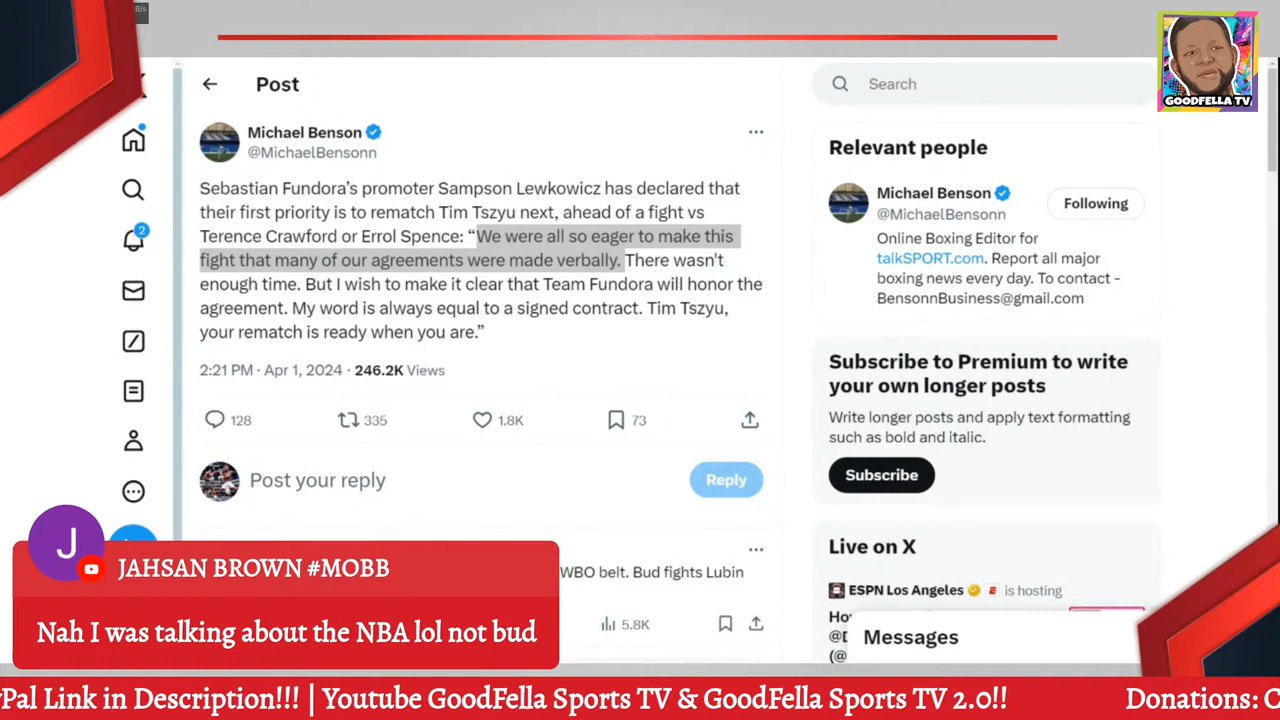 B/s
GOODFELLA TV
Post
Search
Michael Benson
@MichaelBensonn
Sebastian Fundora's promoter Sampson Lewkowicz has declared that
their first priority is to rematch Tim Tszyu next, ahead of a fight vs
Terence Crawford or Errol Spence: “We were all so eager to make this
fight that many of our agreements were made verbally. There wasn't
enough time. But I wish to make it clear that Team Fundora will honor the
agreement. My word is always equal to a signed contract. Tim Tszyu,
your rematch is ready when you are.”
2:21 PM · Apr 1, 2024 · 246.2K Views
128 335 1.8K 73
Post your reply
Reply
WBO belt. Bud fights Lubin
5.8K
2
Relevant people
Michael Benson
@MichaelBensonn
Following
Online Boxing Editor for
talkSPORT.com. Report all major
boxing news every day. To contact -
BensonnBusiness@gmail.com
Subscribe to Premium to write
your own longer posts
Write longer posts and apply text formatting
such as bold and italic.
Subscribe
Live on X
ESPN Los Angeles is hosting
Messages
J
JAHSAN BROWN #MOBB
Nah I was talking about the NBA lol not bud
Pal Link in Description!!! | Youtube GoodFella Sports TV & GoodFella Sports TV 2.0!! Donations: C